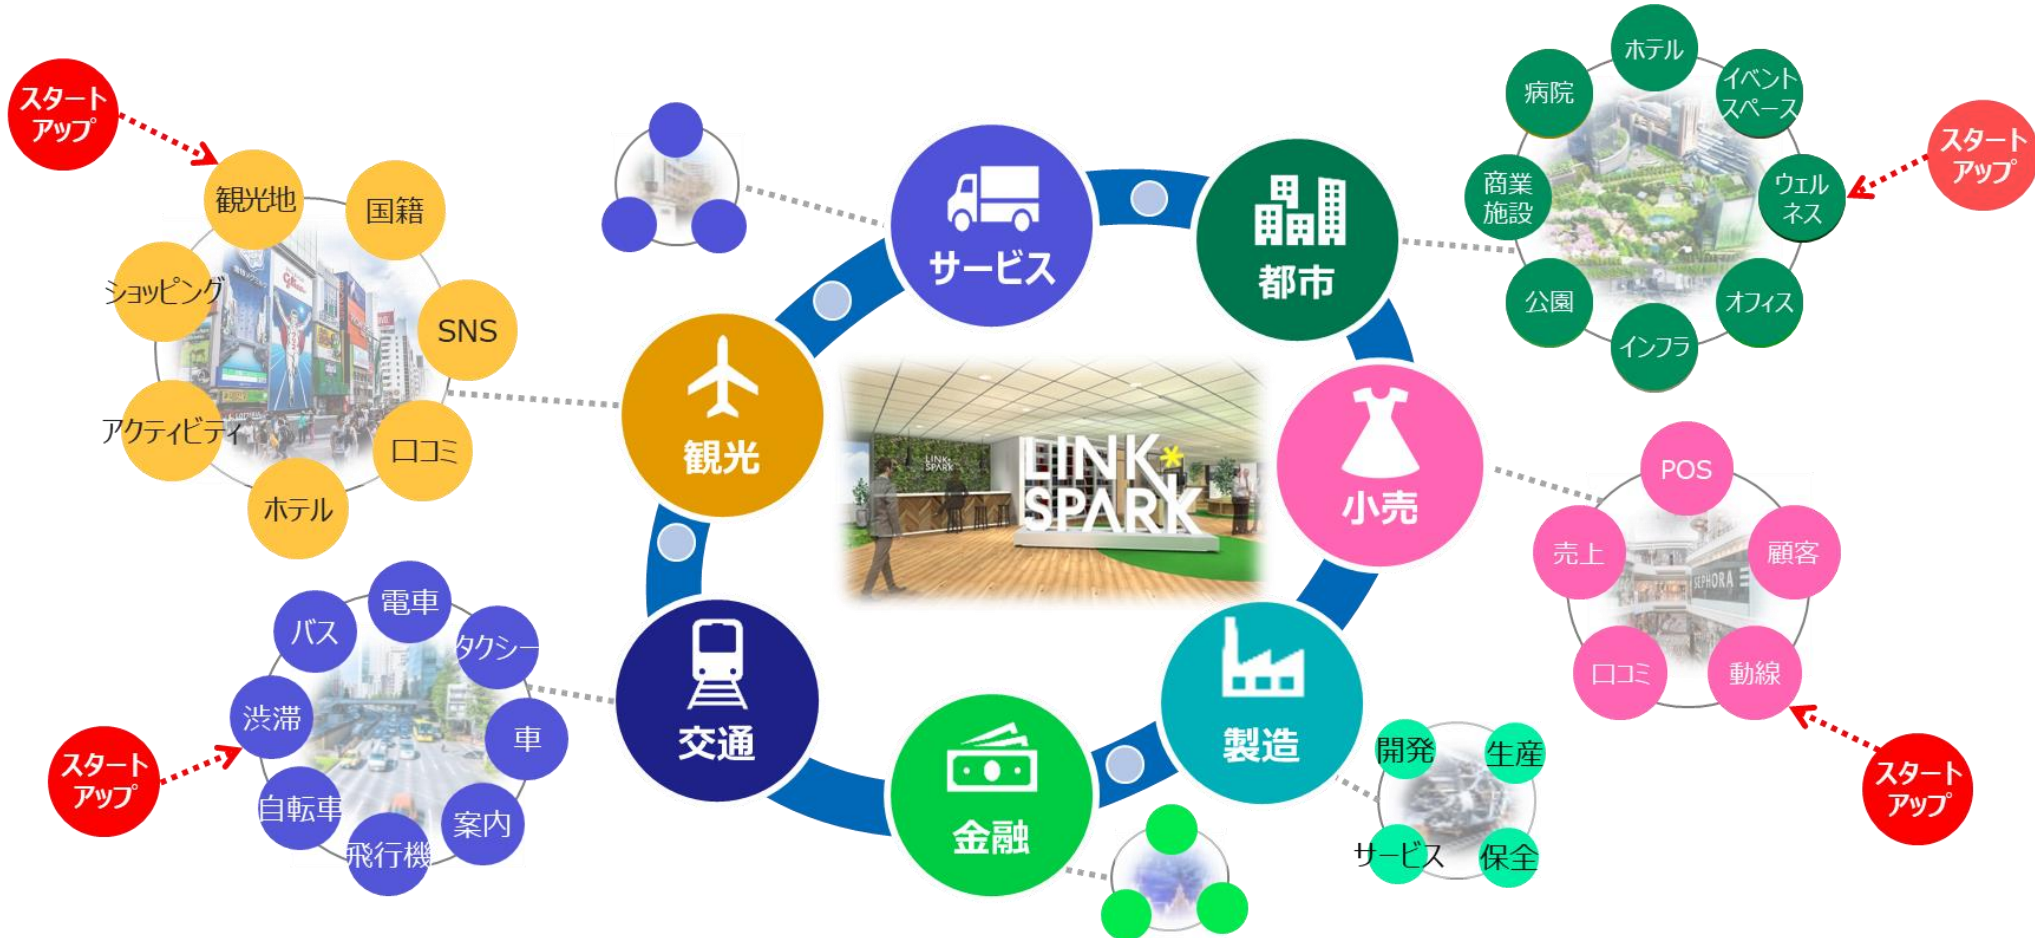 スタート
アップ
観光地
国籍
ショッピング
SNS
アクティビティ
口コミ
ホテル
サービス
都市
観光
小売
交通
製造
金融
LINK
SPARK
LINK
SPARK
ホテル
病院
イベント
スペース
商業
施設
ウェル
ネス
公園
オフィス
インフラ
スタート
アップ
POS
売上
顧客
SEPHORA
口コミ
動線
スタート
アップ
電車
バス
タクシー
渋滞
車
自転車
案内
飛行機
スタート
アップ
開発
生産
サービス
保全